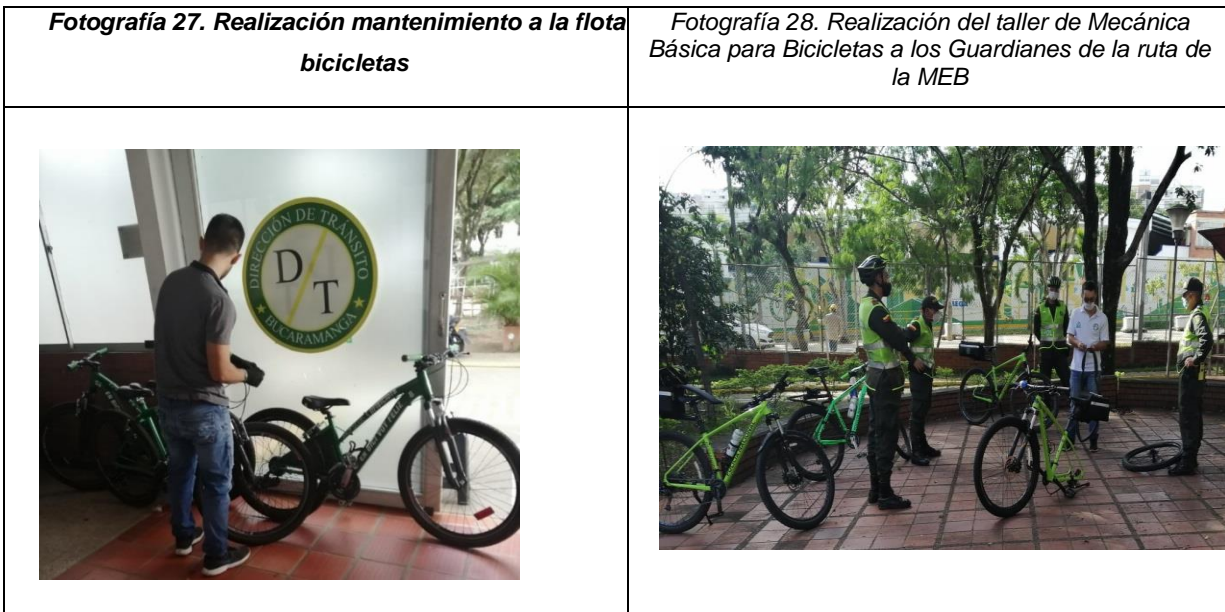 Fotografía 27. Realización mantenimiento a la flota
bicicletas
Fotografía 28. Realización del taller de Mecánica
Básica para Bicicletas a los Guardianes de la ruta de
la MEB
DIRECCIÓN DE TRANSITO
D T
BUCARAMANGA